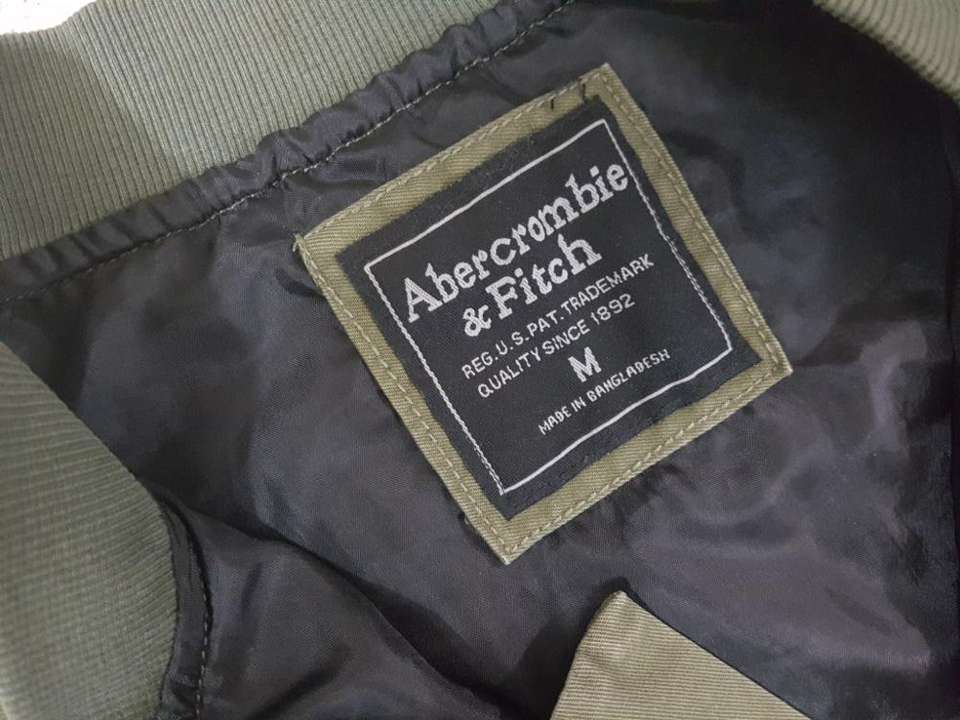 Abercrombie
& Fitch
REG. U.S. PAT. TRADEMARK
QUALITY SINCE 1892
M
MADE IN BANGLADESH